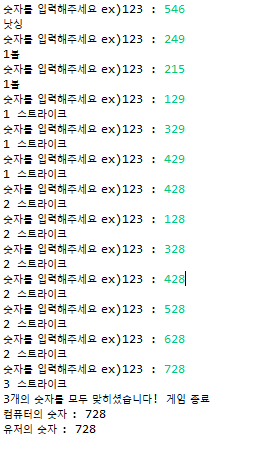 숫자를 입력해주세요 ex)123 : 546
낫싱
숫자를 입력해주세요 ex)123 : 249
1볼
숫자를 입력해주세요 ex)123 : 215
1볼
숫자를 입력해주세요 ex)123 : 129
1 스트라이크
숫자를 입력해주세요 ex)123 : 329
1 스트라이크
숫자를 입력해주세요 ex)123 : 429
1 스트라이크
숫자를 입력해주세요 ex)123 : 428
2 스트라이크
숫자를 입력해주세요 ex)123 : 128
2 스트라이크
숫자를 입력해주세요 ex)123 : 328
2 스트라이크
숫자를 입력해주세요 ex)123 : 428
2 스트라이크
숫자를 입력해주세요 ex)123 : 528
2 스트라이크
숫자를 입력해주세요 ex)123 : 628
2 스트라이크
숫자를 입력해주세요 ex)123 : 728
3 스트라이크
3개의 숫자를 모두 맞히셨습니다! 게임 종료
컴퓨터의 숫자 : 728
유저의 숫자 : 728